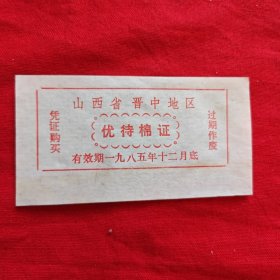 山西省晋中地区
凭证购买
优待棉证
过期作废
有效期一九八五年十二月底